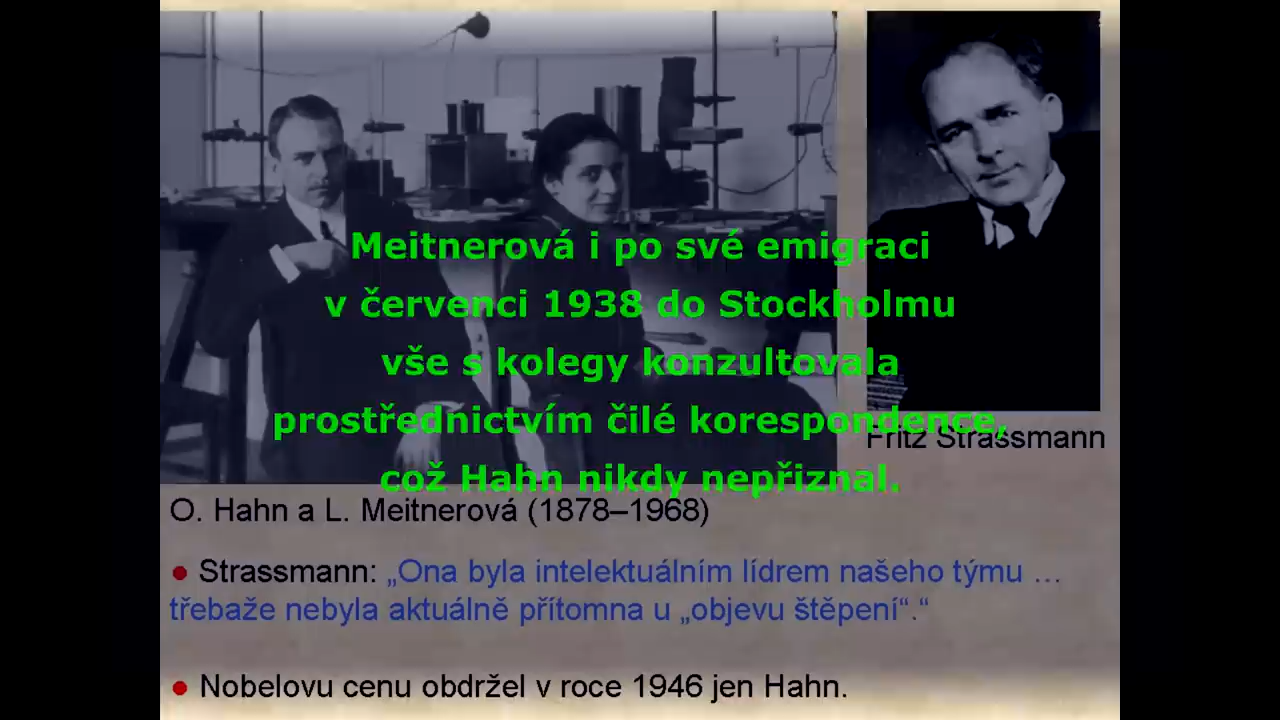 Meitnerová i po své emigraci
v červenci 1938 do Stockholmu
vše s kolegy konzultovala
prostřednictvím čilé korespondence,
což Hahn nikdy nepřiznal.
Fritz Strassmann
O. Hahn a L. Meitnerová (1878–1968)
● Strassmann: „Ona byla intelektuálním lídrem našeho týmu …
třebaže nebyla aktuálně přítomna u „objevu štěpení“.“
● Nobelovu cenu obdržel v roce 1946 jen Hahn.